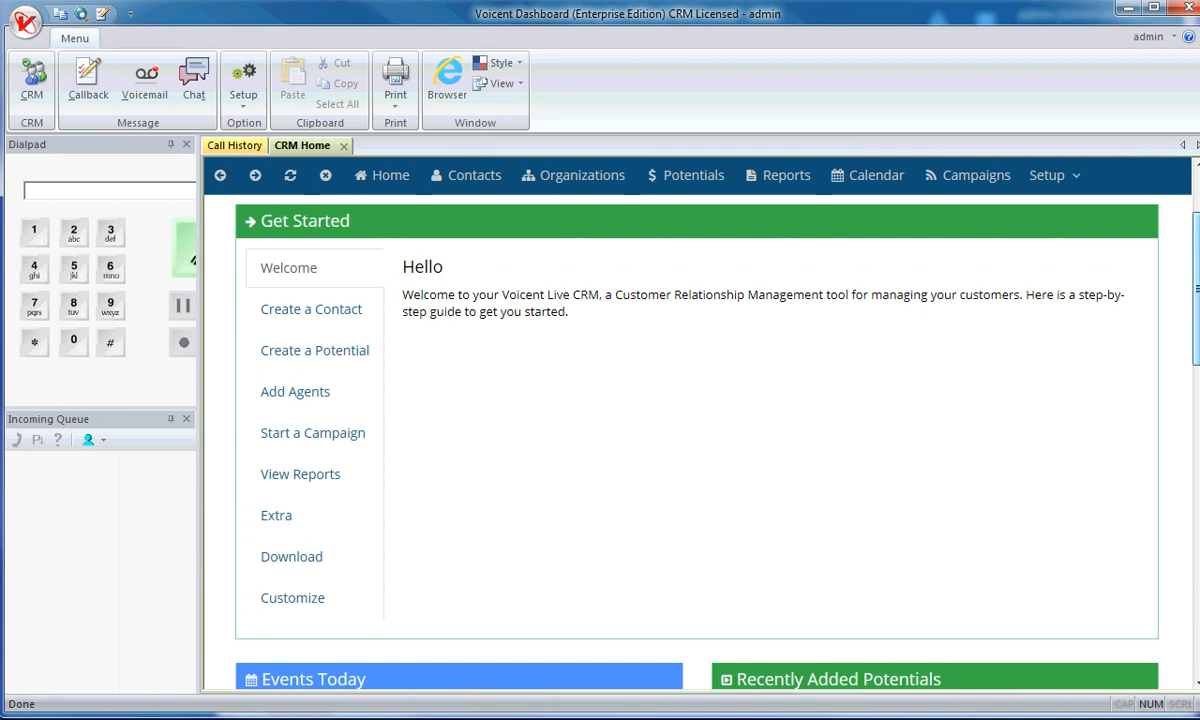 Voicent Dashboard (Enterprise Edition) CRM Licensed - admin
Menu
admin
CRM
Callback
Voicemail
Chat
Setup
Paste
Cut
Copy
Select All
Print
Browser
Style
View
CRM
Message
Option
Clipboard
Print
Window
Dialpad
Call History
CRM Home
Home
Contacts
Organizations
Potentials
Reports
Calendar
Campaigns
Setup
1
2 abc
3 def
4 ghi
5 jkl
6 mno
7 pqrs
8 tuv
9 wxyz
*
0
#
Incoming Queue
Get Started
Welcome
Create a Contact
Create a Potential
Add Agents
Start a Campaign
View Reports
Extra
Download
Customize
Hello
Welcome to your Voicent Live CRM, a Customer Relationship Management tool for managing your customers. Here is a step-by-
step guide to get you started.
Events Today
Recently Added Potentials
Done
CAP
NUM
SCRL